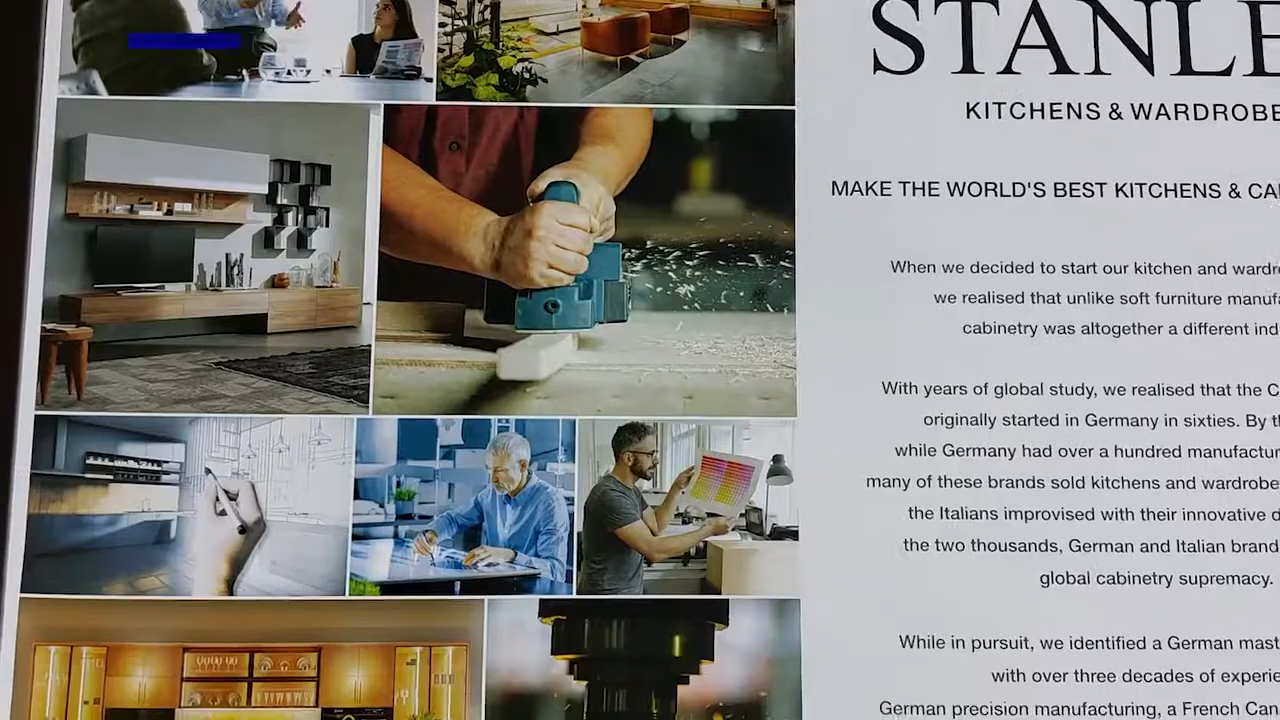 STANLE
KITCHENS & WARDROBE
MAKE THE WORLD'S BEST KITCHENS & CA
When we decided to start our kitchen and wardr
we realised that unlike soft furniture manufa
cabinetry was altogether a different ind
With years of global study, we realised that the C
originally started in Germany in sixties. By t
while Germany had over a hundred manufactur
many of these brands sold kitchens and wardrobe
the Italians improvised with their innovative d
the two thousands, German and Italian brand
global cabinetry supremacy.
While in pursuit, we identified a German mast
with over three decades of experie
German precision manufacturing, a French Can